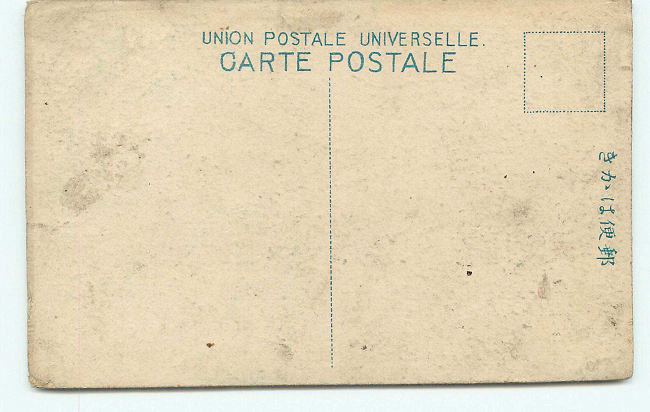 UNION POSTALE UNIVERSELLE.
CARTE POSTALE
きかは便郵